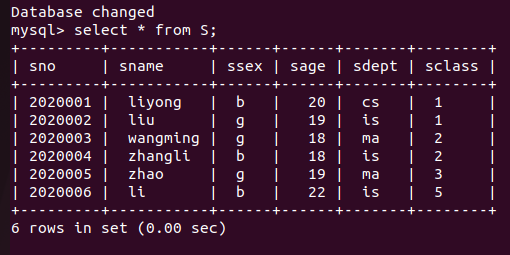 Database changed
mysql> select * from S;
+---------+----------+------+------+-------+--------+
| sno     | sname    | ssex | sage | sdept | sclass |
+---------+----------+------+------+-------+--------+
| 2020001 |  liyong  |  b   |   20 |  cs   |  1     |
| 2020002 |  liu     |  g   |   19 |  is   |  1     |
| 2020003 | wangming |  g   |   18 |  ma   |  2     |
| 2020004 | zhangli  |  b   |   18 |  is   |  2     |
| 2020005 | zhao     |  g   |   19 |  ma   |  3     |
| 2020006 |  li      |  b   |   22 |  is   |  5     |
+---------+----------+------+------+-------+--------+
6 rows in set (0.00 sec)